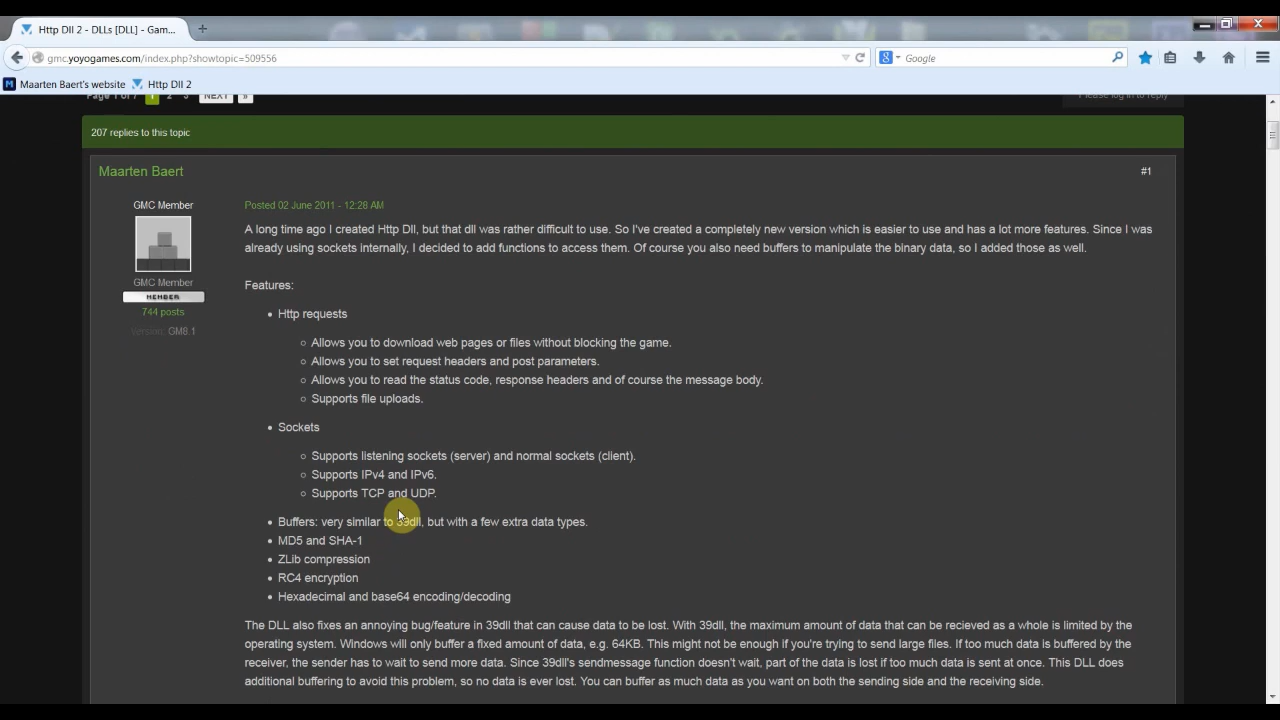 Http Dll 2 - DLLs [DLL] - Gam...
gmc.yoyogames.com/index.php?showtopic=509556
Google
Maarten Baert's website
Http Dll 2
Page 1 of 7 1 2 3 NEXT »
Please log in to reply
207 replies to this topic
Maarten Baert
#1
GMC Member
Posted 02 June 2011 - 12:28 AM
A long time ago I created Http Dll, but that dll was rather difficult to use. So I've created a completely new version which is easier to use and has a lot more features. Since I was
already using sockets internally, I decided to add functions to access them. Of course you also need buffers to manipulate the binary data, so I added those as well.
GMC Member
MEMBER
744 posts
Version: GM8.1
Features:
Http requests
Allows you to download web pages or files without blocking the game.
Allows you to set request headers and post parameters.
Allows you to read the status code, response headers and of course the message body.
Supports file uploads.
Sockets
Supports listening sockets (server) and normal sockets (client).
Supports IPv4 and IPv6.
Supports TCP and UDP.
Buffers: very similar to 39dll, but with a few extra data types.
MD5 and SHA-1
ZLib compression
RC4 encryption
Hexadecimal and base64 encoding/decoding
The DLL also fixes an annoying bug/feature in 39dll that can cause data to be lost. With 39dll, the maximum amount of data that can be recieved as a whole is limited by the
operating system. Windows will only buffer a fixed amount of data, e.g. 64KB. This might not be enough if you're trying to send large files. If too much data is buffered by the
receiver, the sender has to wait to send more data. Since 39dll's sendmessage function doesn't wait, part of the data is lost if too much data is sent at once. This DLL does
additional buffering to avoid this problem, so no data is ever lost. You can buffer as much data as you want on both the sending side and the receiving side.